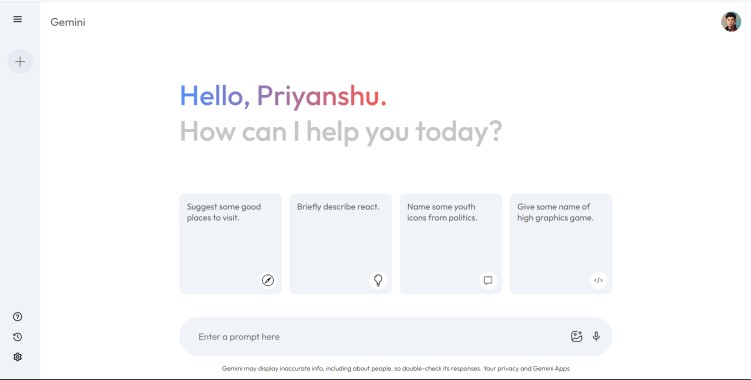 Gemini
Hello, Priyanshu.
How can I help you today?
Suggest some good
places to visit.
Briefly describe react.
Name some youth
icons from politics.
Give some name of
high graphics game.
Enter a prompt here
Gemini may display inaccurate info, including about people, so double-check its responses. Your privacy and Gemini Apps